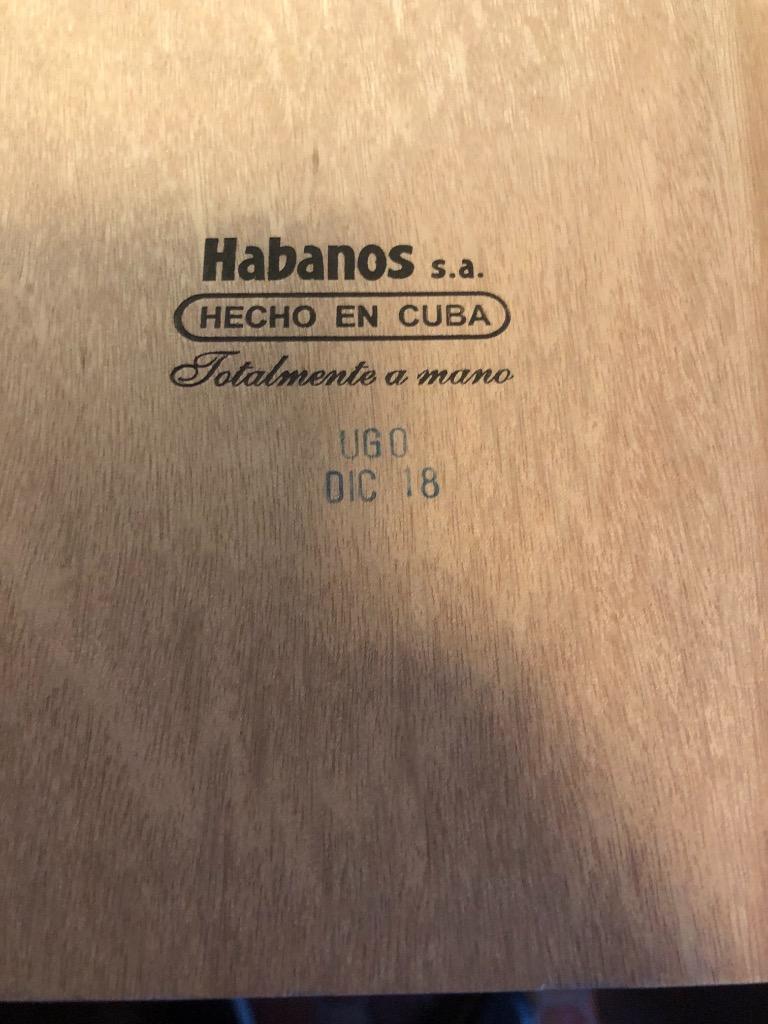 Habanos s.a.
HECHO EN CUBA
Totalmente a mano
UGO
DIC 18